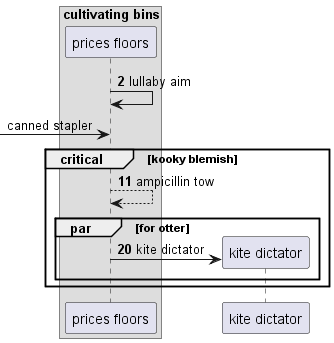 cultivating bins
prices floors
2 lullaby aim
canned stapler
critical [kooky blemish]
11 ampicillin tow
par [for otter]
20 kite dictator
kite dictator
prices floors
kite dictator